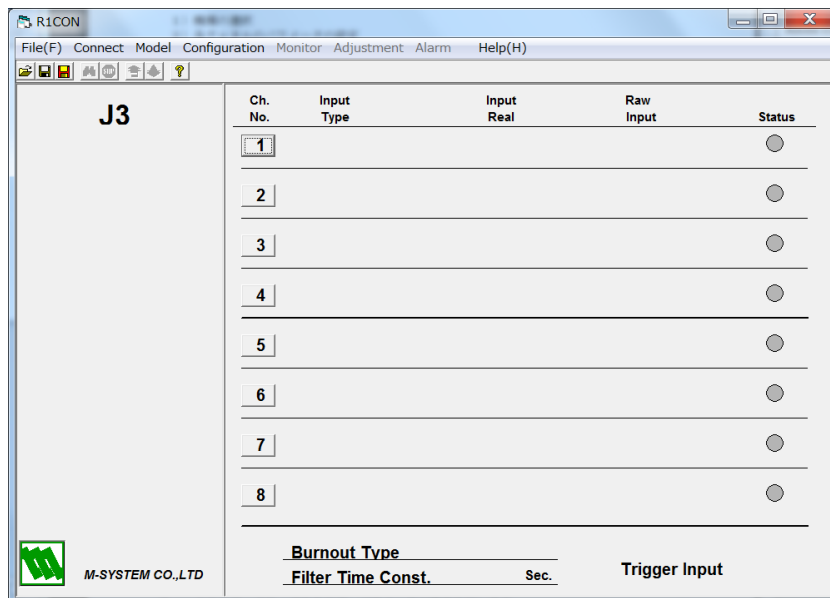 R1CON
File(F) Connect Model Configuration Monitor Adjustment Alarm Help(H)
J3
Ch. No. Input Type Input Real Raw Input Status
1
2
3
4
5
6
7
8
Burnout Type
Filter Time Const. Sec.
Trigger Input
M-SYSTEM CO.,LTD